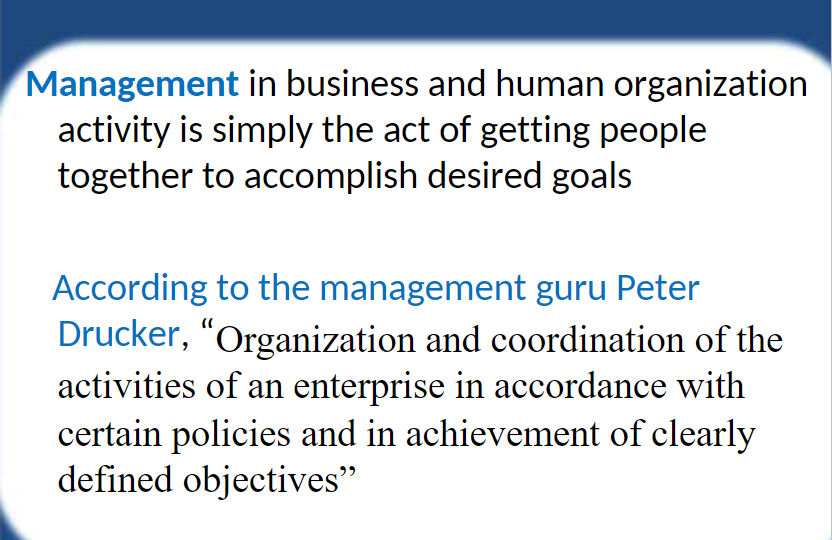 Management in business and human organization
activity is simply the act of getting people
together to accomplish desired goals
According to the management guru Peter
Drucker, “Organization and coordination of the
activities of an enterprise in accordance with
certain policies and in achievement of clearly
defined objectives”